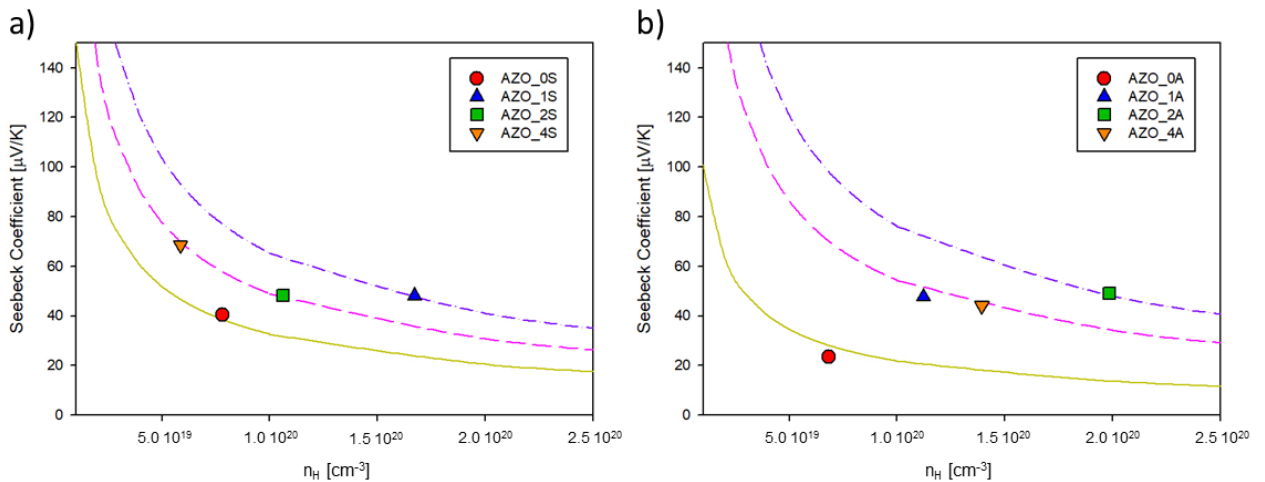 a)
Seebeck Coefficient [µV/K]
140
120
100
80
60
40
20
0
AZO_0S
AZO_1S
AZO_2S
AZO_4S
5.0 10¹⁹
1.0 10²⁰
1.5 10²⁰
2.0 10²⁰
2.5 10²⁰
n_H [cm⁻³]
b)
Seebeck Coefficient [µV/K]
140
120
100
80
60
40
20
0
AZO_0A
AZO_1A
AZO_2A
AZO_4A
5.0 10¹⁹
1.0 10²⁰
1.5 10²⁰
2.0 10²⁰
2.5 10²⁰
n_H [cm⁻³]